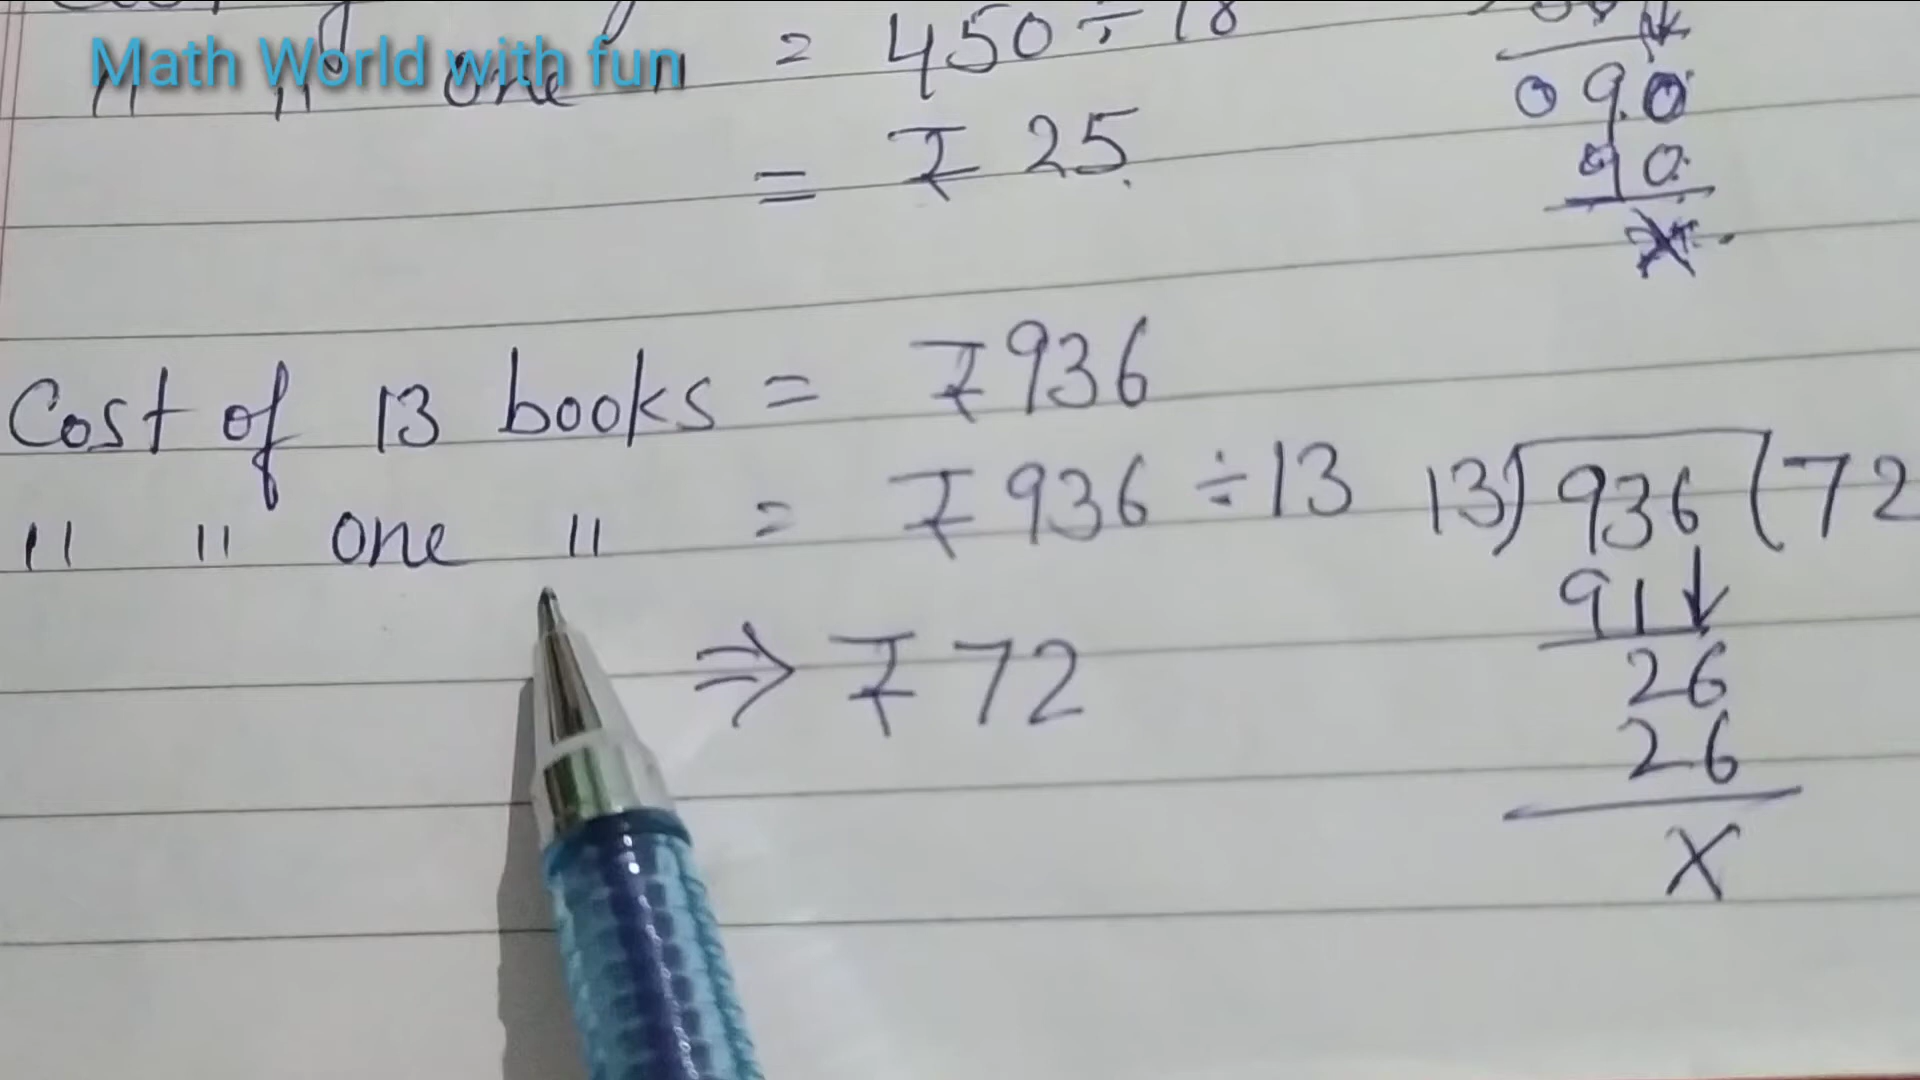 Math World with fun
" " one " = 450 ÷ 18
= ₹ 25.
090
90
x
Cost of 13 books = ₹936
" " one " = ₹ 936 ÷ 13
⇒ ₹ 72
13)936(72
91↓
26
26
x